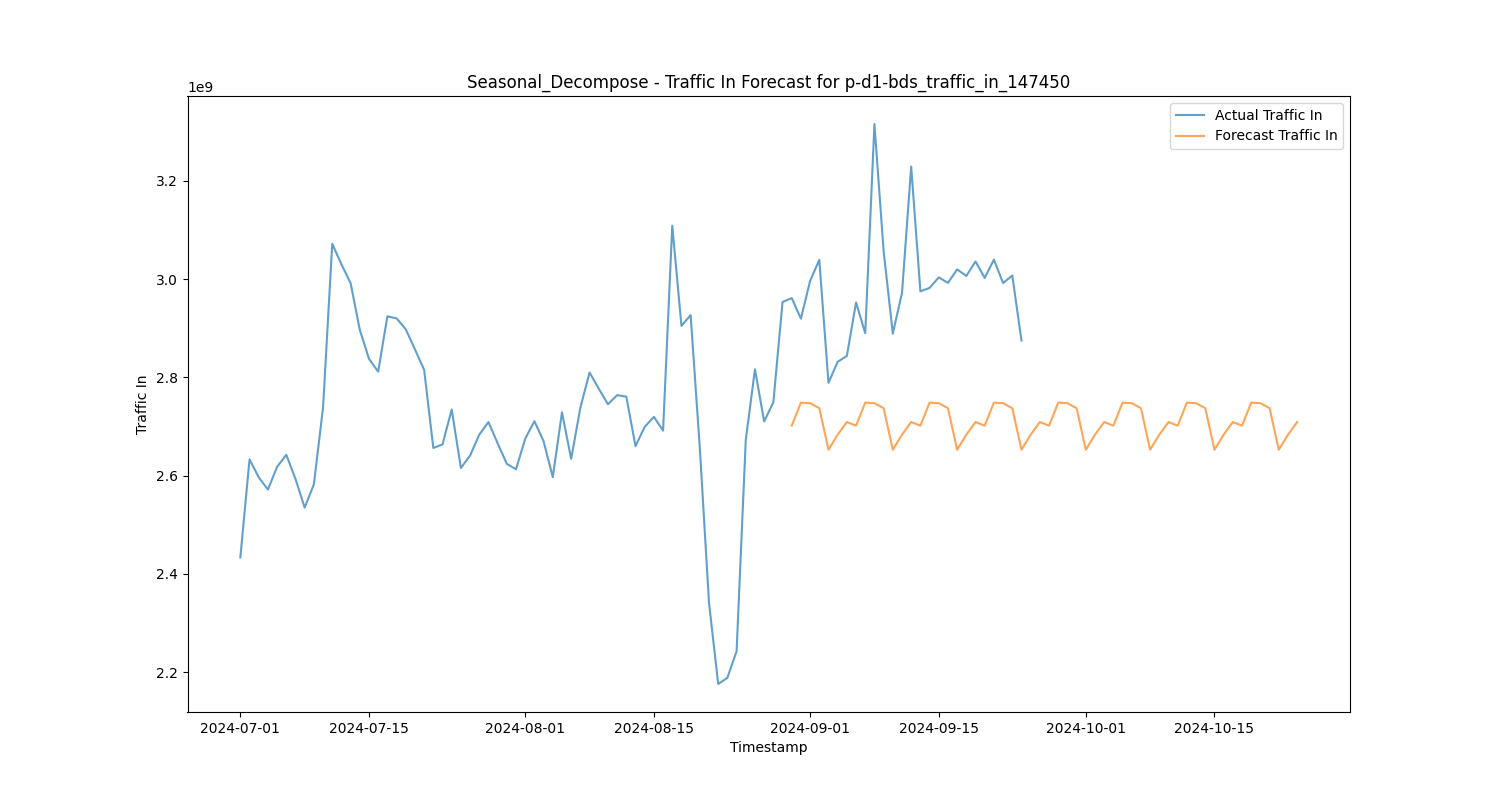 Seasonal_Decompose - Traffic In Forecast for p-d1-bds_traffic_in_147450
1e9
Actual Traffic In
Forecast Traffic In
3.2
3.0
2.8
2.6
2.4
2.2
Traffic In
2024-07-01 2024-07-15 2024-08-01 2024-08-15 2024-09-01 2024-09-15 2024-10-01 2024-10-15
Timestamp